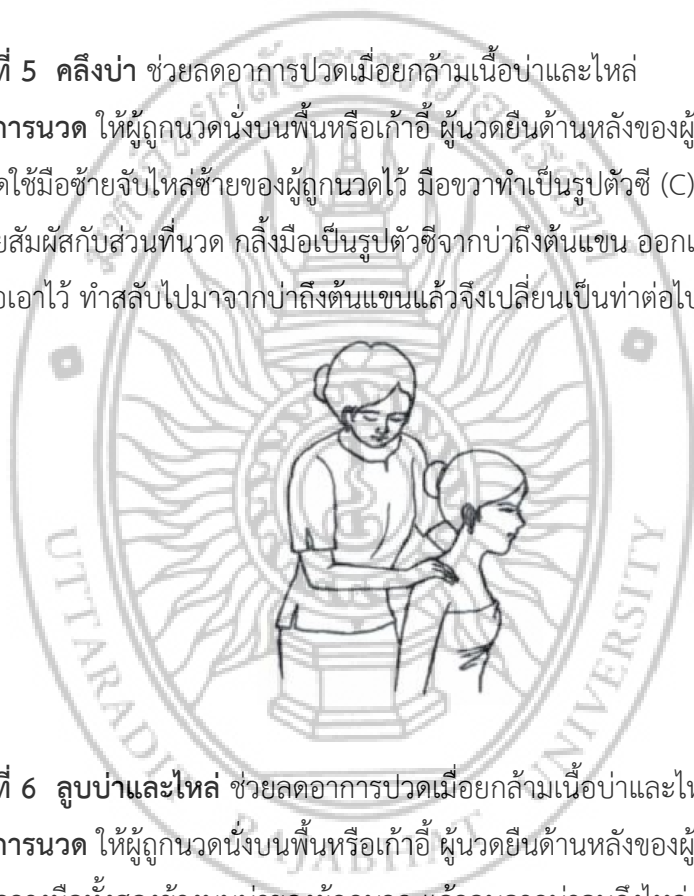 ที่ 5 คลึงบ่า ช่วยลดอาการปวดเมื่อยกล้ามเนื้อบ่าและไหล่
การนวด ให้ผู้ถูกนวดนั่งบนพื้นหรือเก้าอี้ ผู้นวดยืนด้านหลังของผู้
ดใช้มือซ้ายจับไหล่ซ้ายของผู้ถูกนวดไว้ มือขวาทำเป็นรูปตัวซี (C)
ยสัมผัสกับส่วนที่นวด กลิ้งมือเป็นรูปตัวซีจากบ่าถึงต้นแขน ออกแ
อเอาไว้ ทำสลับไปมาจากบ่าถึงต้นแขนแล้วจึงเปลี่ยนเป็นท่าต่อไป
UTTARADIT RAJABHAT UNIVERSITY
ที่ 6 ลูบบ่าและไหล่ ช่วยลดอาการปวดเมื่อยกล้ามเนื้อบ่าและไห
การนวด ให้ผู้ถูกนวดนั่งบนพื้นหรือเก้าอี้ ผู้นวดยืนด้านหลังของผู้